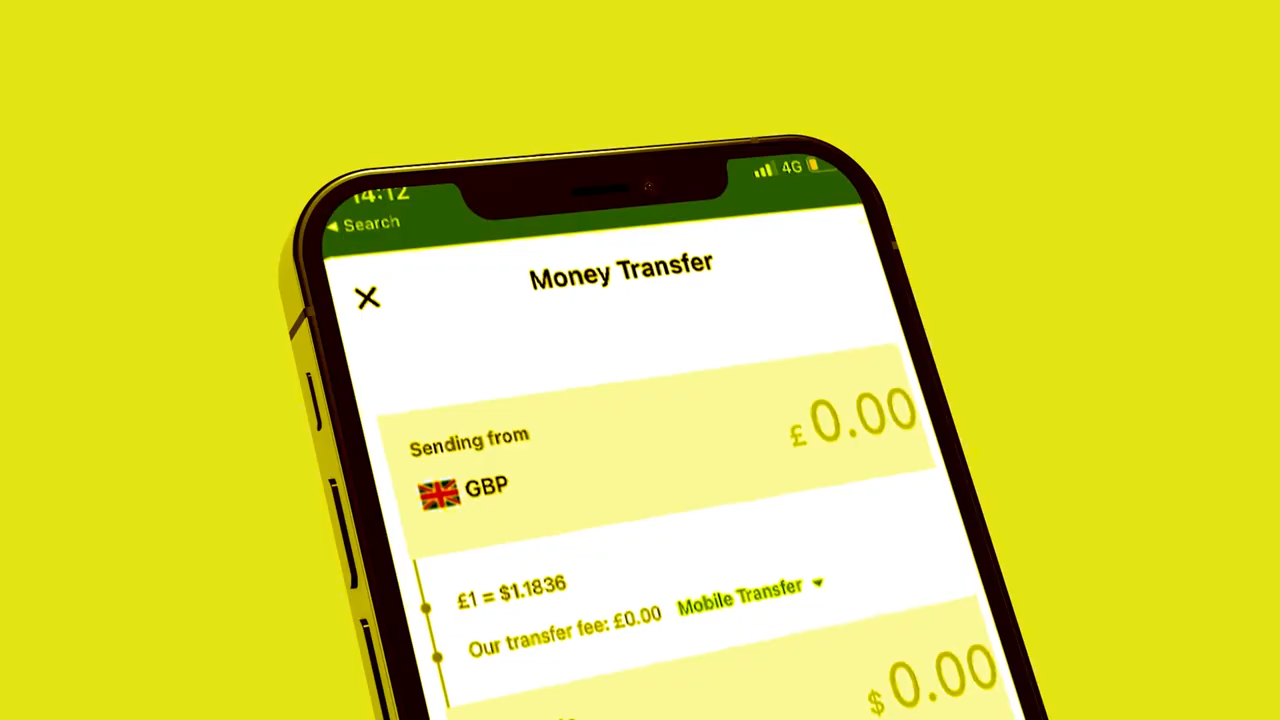 14:12
4G
◀ Search
Money Transfer
Sending from
£ 0.00
GBP
£1 = $1.1836
Our transfer fee: £0.00 Mobile Transfer
$ 0.00